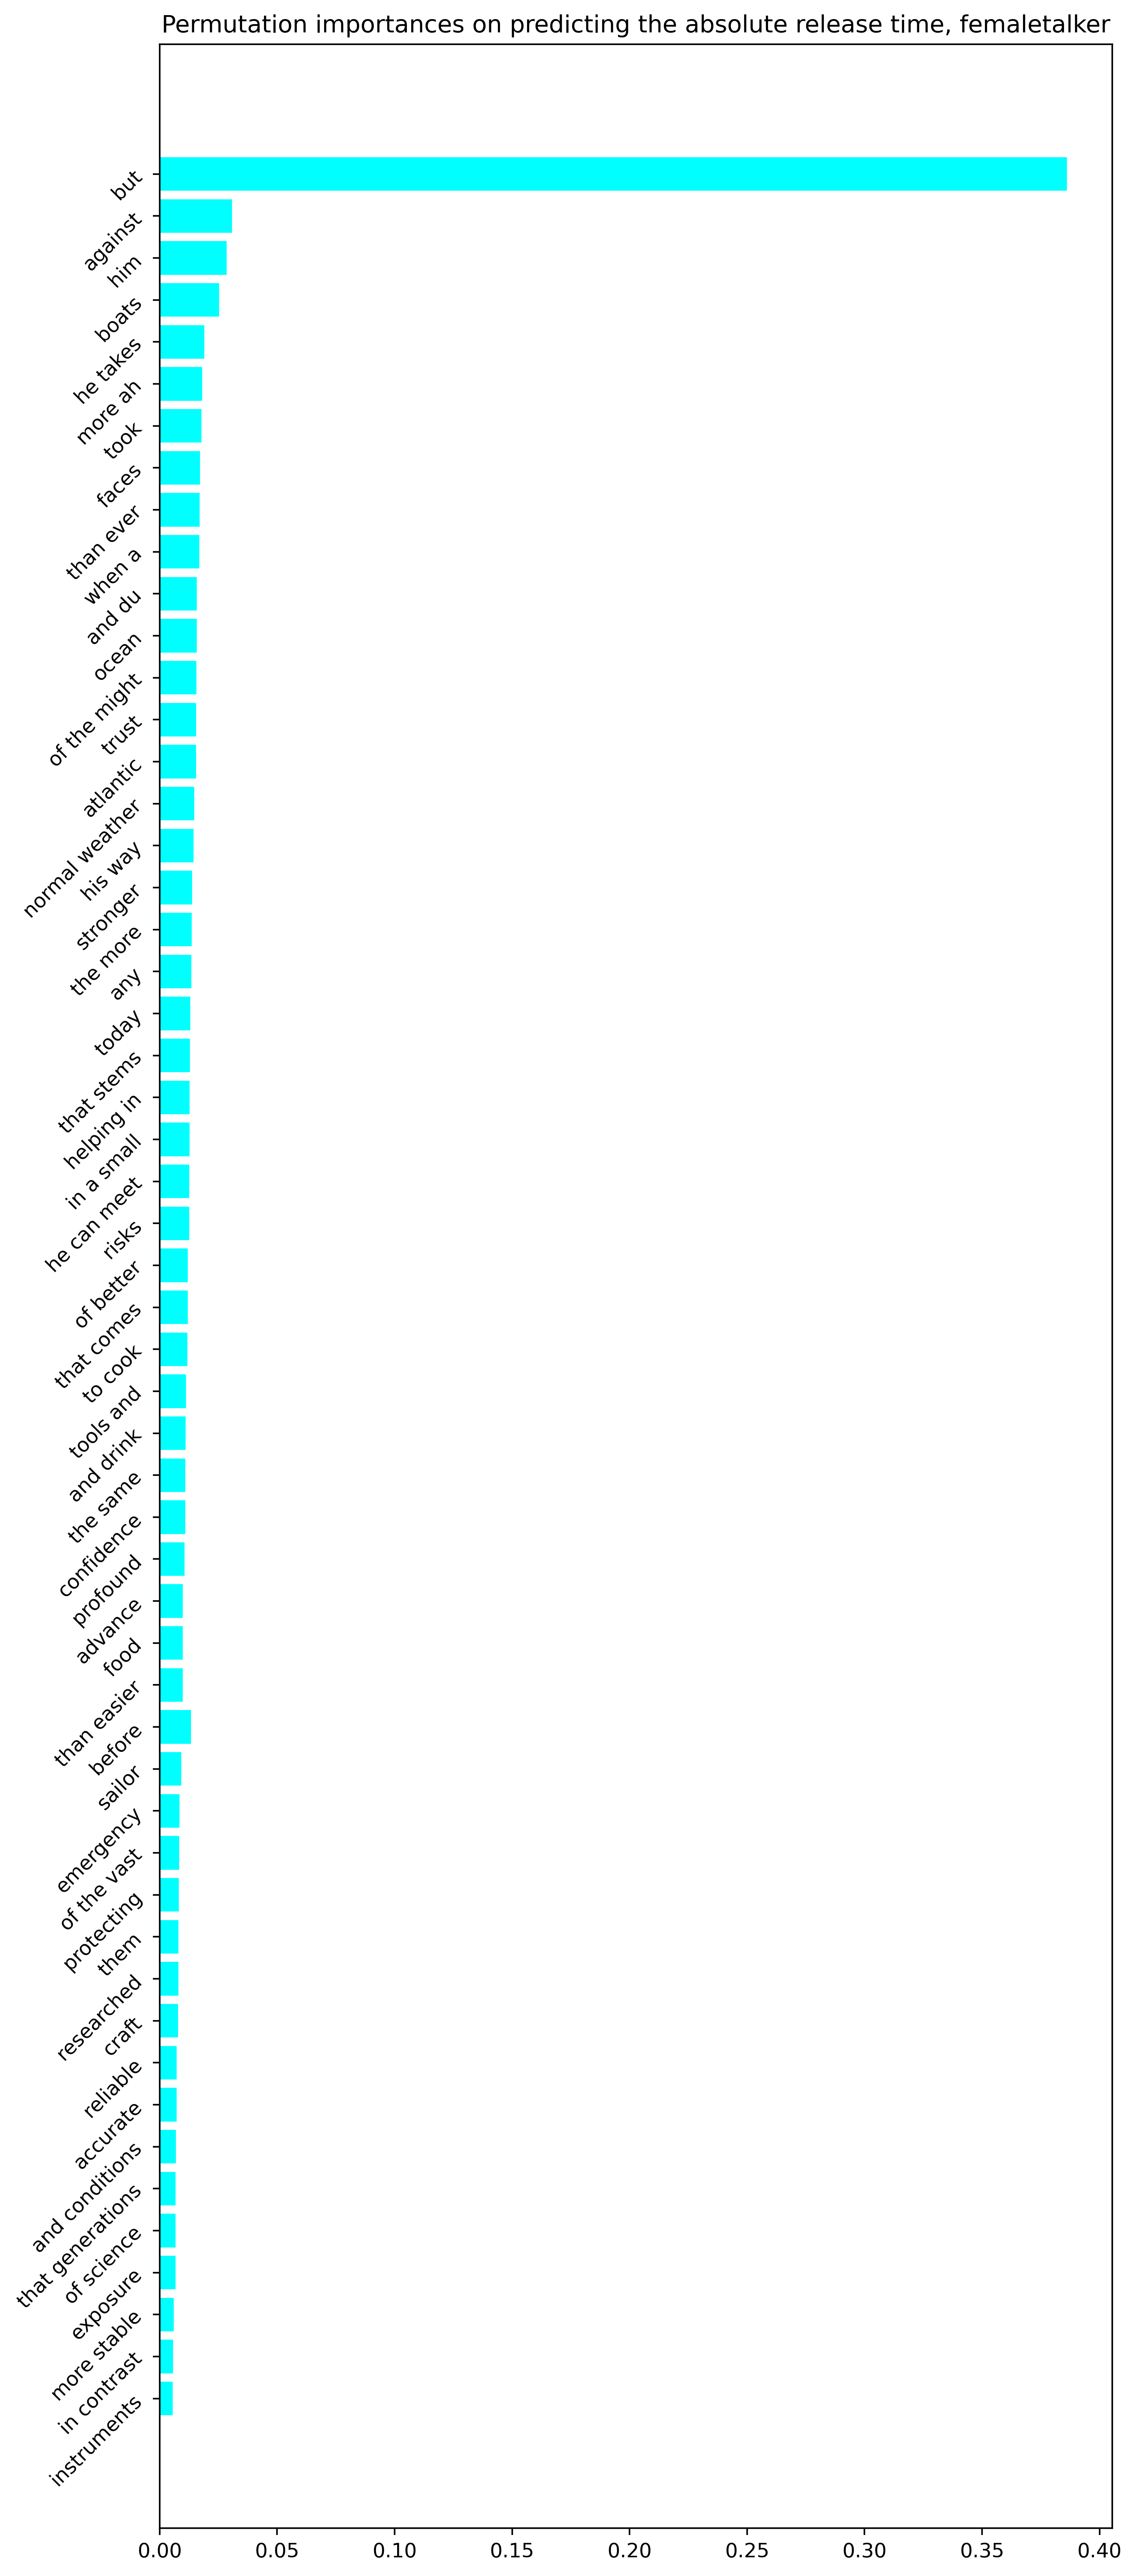 Permutation importances on predicting the absolute release time, femaletalker
but
against
him
boats
he takes
more ah
took
faces
than ever
when a
and du
ocean
of the might
trust
atlantic
normal weather
his way
stronger
the more
any
today
that stems
helping in
in a small
he can meet
risks
of better
that comes
to cook
tools and
and drink
the same
confidence
profound
advance
food
than easier
before
sailor
emergency
of the vast
protecting
them
researched
craft
reliable
accurate
and conditions
that generations
of science
exposure
more stable
in contrast
instruments
0.00 0.05 0.10 0.15 0.20 0.25 0.30 0.35 0.40